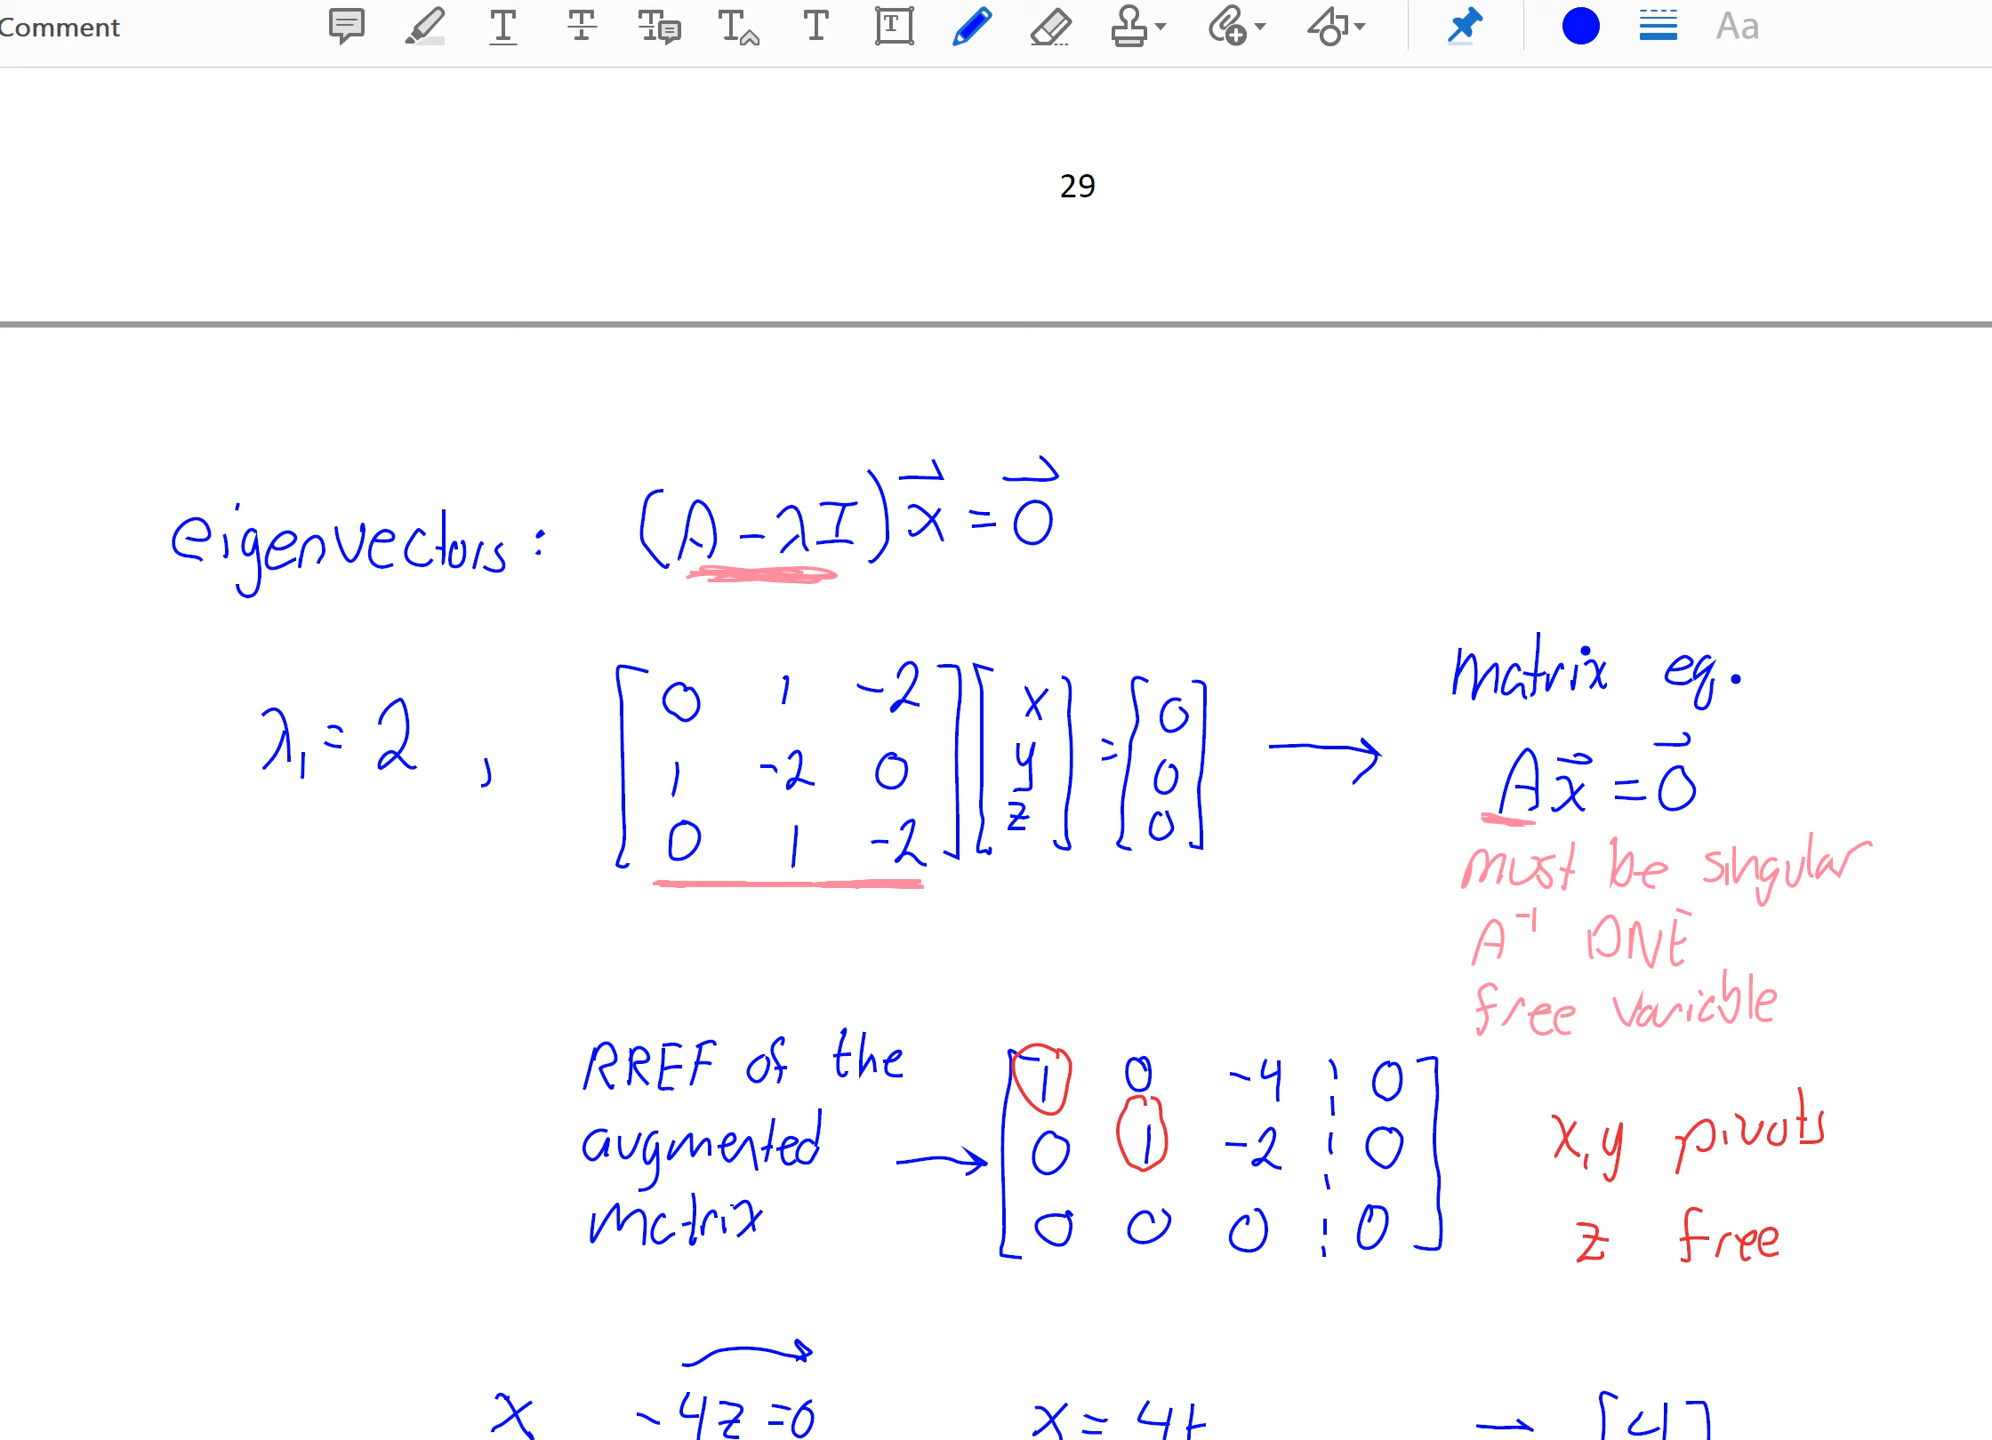 Comment
29
eigenvectors: (A - λI)x⃗ = 0⃗
λ₁ = 2 , [0 1 -2; 1 -2 0; 0 1 -2] [x; y; z] = [0; 0; 0] →
matrix eq.
Ax⃗ = 0⃗
must be singular
A⁻¹ DNE
free variable
RREF of the
augmented
matrix
→ [1 0 -4 ¦ 0
0 1 -2 ¦ 0
0 0 0 ¦ 0]
x,y pivots
z free
x -4z = 0 x = 4t → [4]